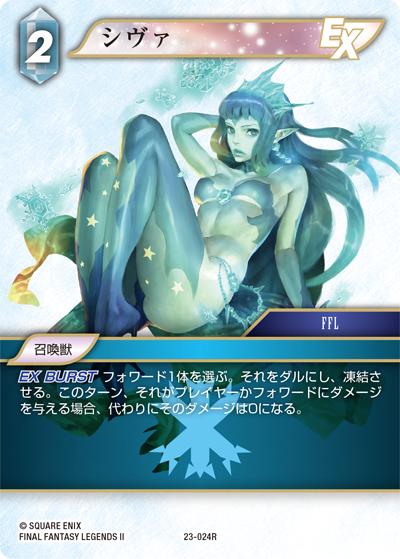 2
シヴァ
EX
FFL
召喚獣
EX BURST フォワード1体を選ぶ。それをダルにし、凍結さ
せる。このターン、それがプレイヤーかフォワードにダメージ
を与える場合、代わりにそのダメージは0になる。
© SQUARE ENIX
FINAL FANTASY LEGENDS II
23-024R